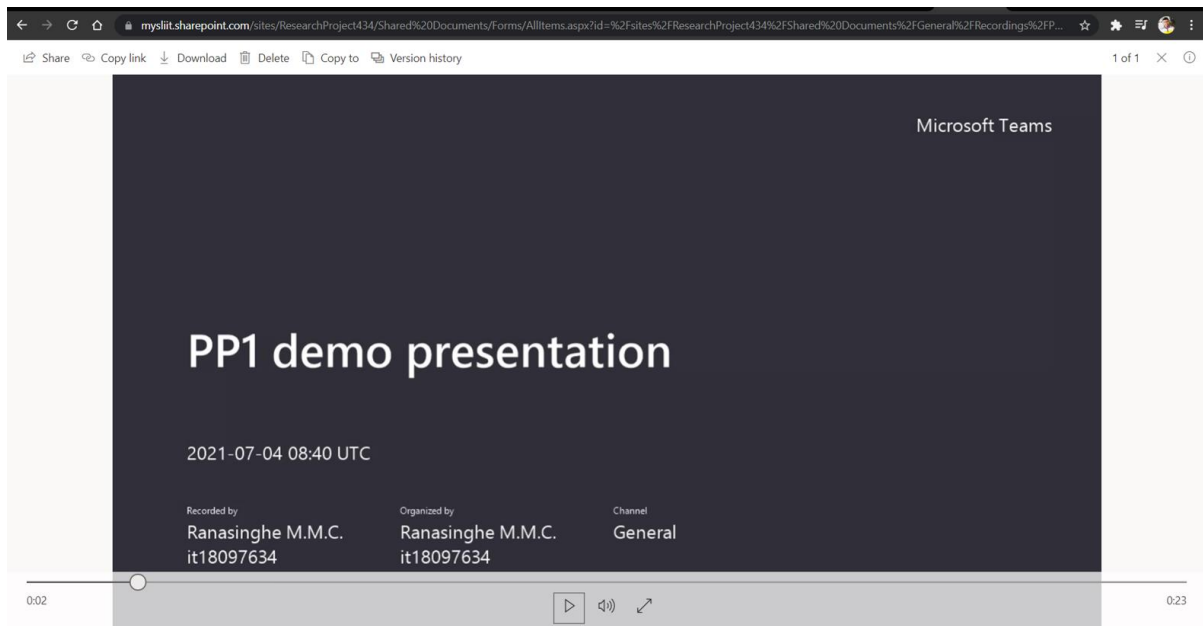 mysliit.sharepoint.com/sites/ResearchProject434/Shared%20Documents/Forms/AllItems.aspx?id=%2Fsites%2FResearchProject434%2FShared%20Documents%2FGeneral%2FRecordings%2FP...
Share Copy link Download Delete Copy to Version history 1 of 1
Microsoft Teams
PP1 demo presentation
2021-07-04 08:40 UTC
Recorded by Organized by Channel
Ranasinghe M.M.C. Ranasinghe M.M.C. General
it18097634 it18097634
0:02 0:23